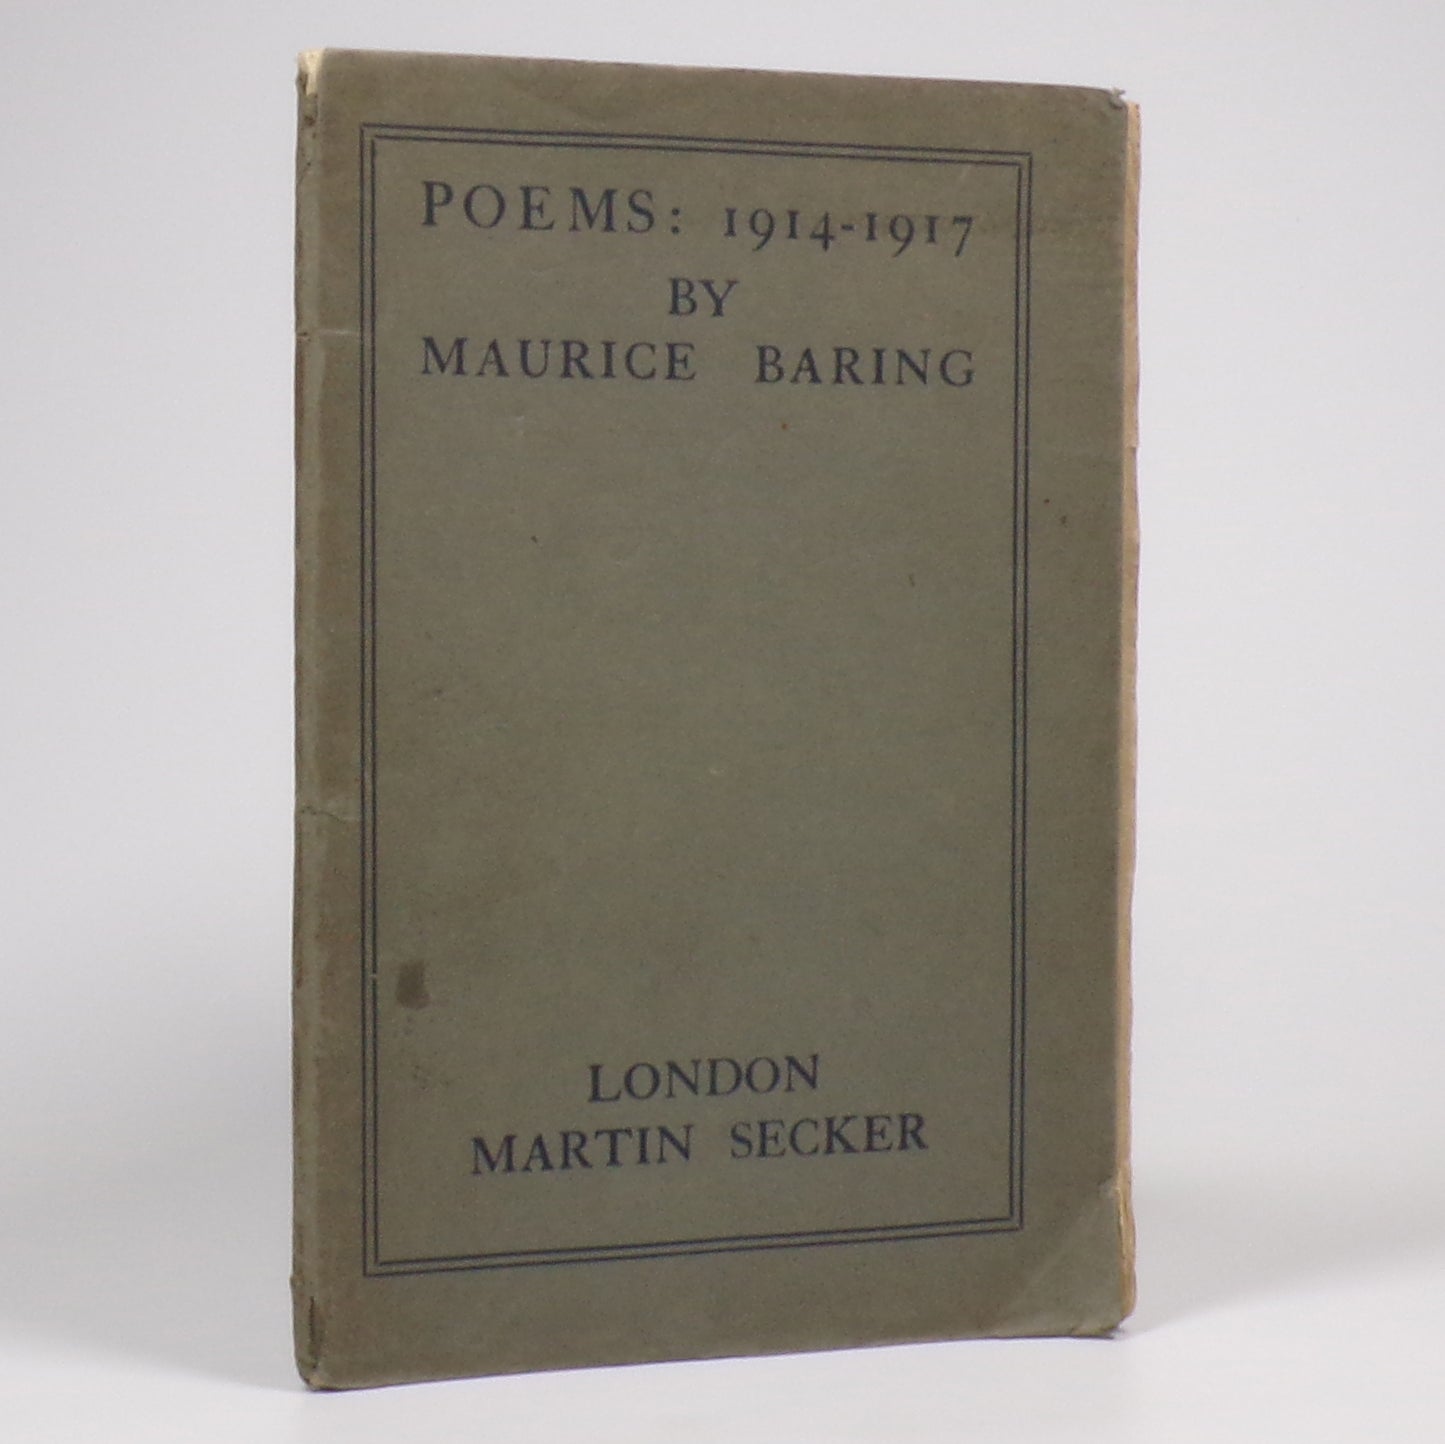 POEMS: 1914-1917
BY
MAURICE BARING
LONDON
MARTIN SECKER